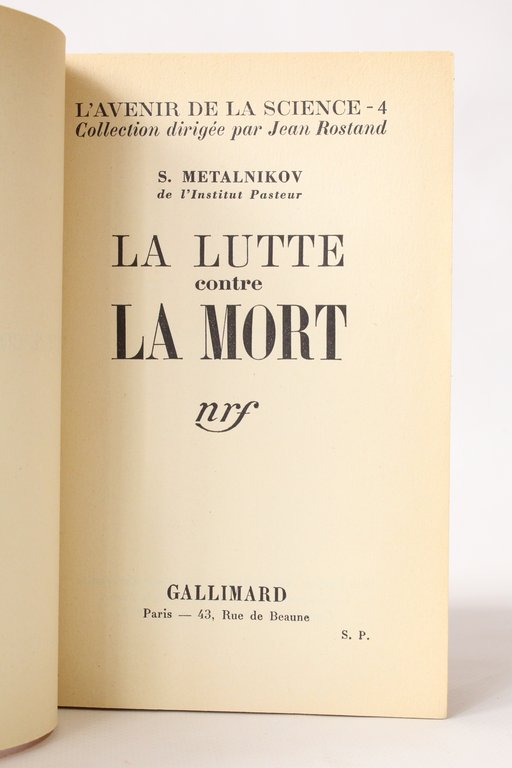 L'AVENIR DE LA SCIENCE - 4
Collection dirigée par Jean Rostand
S. METALNIKOV
de l'Institut Pasteur
LA LUTTE
contre
LA MORT
nrf
GALLIMARD
Paris — 43, Rue de Beaune
S. P.